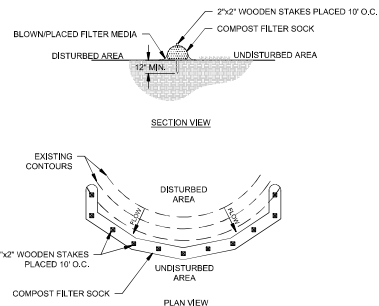 2"x2" WOODEN STAKES PLACED 10' O.C.
COMPOST FILTER SOCK
BLOWN/PLACED FILTER MEDIA
DISTURBED AREA
UNDISTURBED AREA
12" MIN.
SECTION VIEW
EXISTING
CONTOURS
DISTURBED
AREA
FLOW
FLOW
"x2" WOODEN STAKES
PLACED 10' O.C.
UNDISTURBED
AREA
COMPOST FILTER SOCK
PLAN VIEW